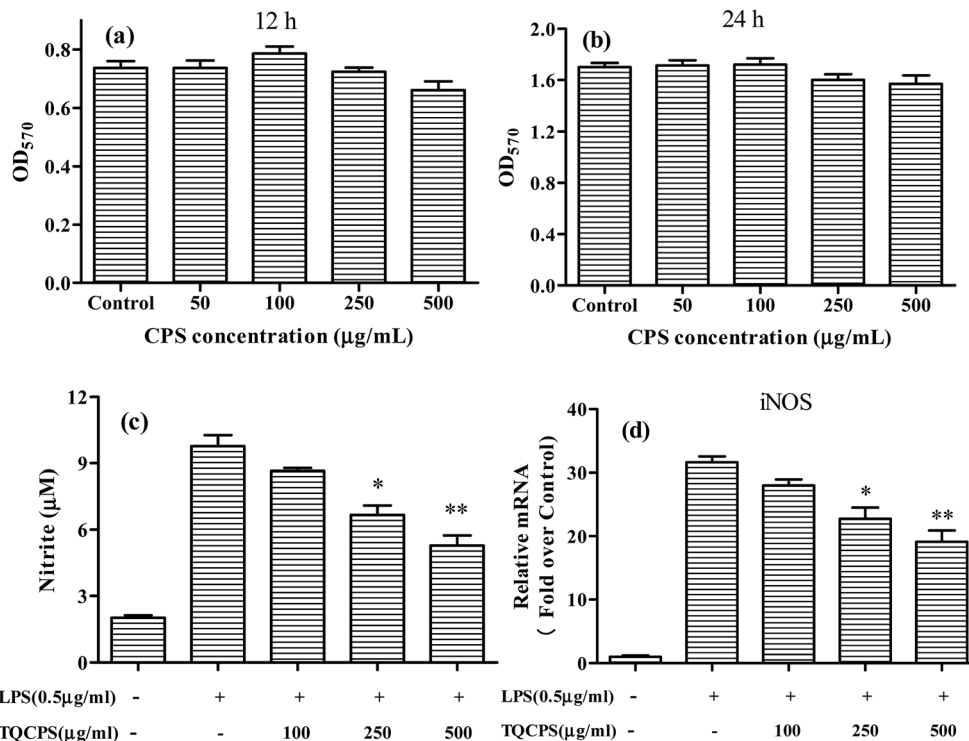 12 h
(a)
0.8
0.6
0.4
0.2
0.0
OD570
Control 50 100 250 500
CPS concentration (μg/mL)
24 h
(b)
2.0
1.6
1.2
1.8
1.4
0.0
OD570
Control 50 100 250 500
CPS concentration (μg/mL)
(c)
12
9
6
3
0
Nitrite (μM)
*
**
LPS(0.5μg/ml) - + + + +
TQCPS(μg/ml) - - 100 250 500
iNOS
(d)
40
30
20
10
0
Relative mRNA
( Fold over Control)
*
**
LPS(0.5μg/ml) - + + + +
TQCPS(μg/ml) - - 100 250 500